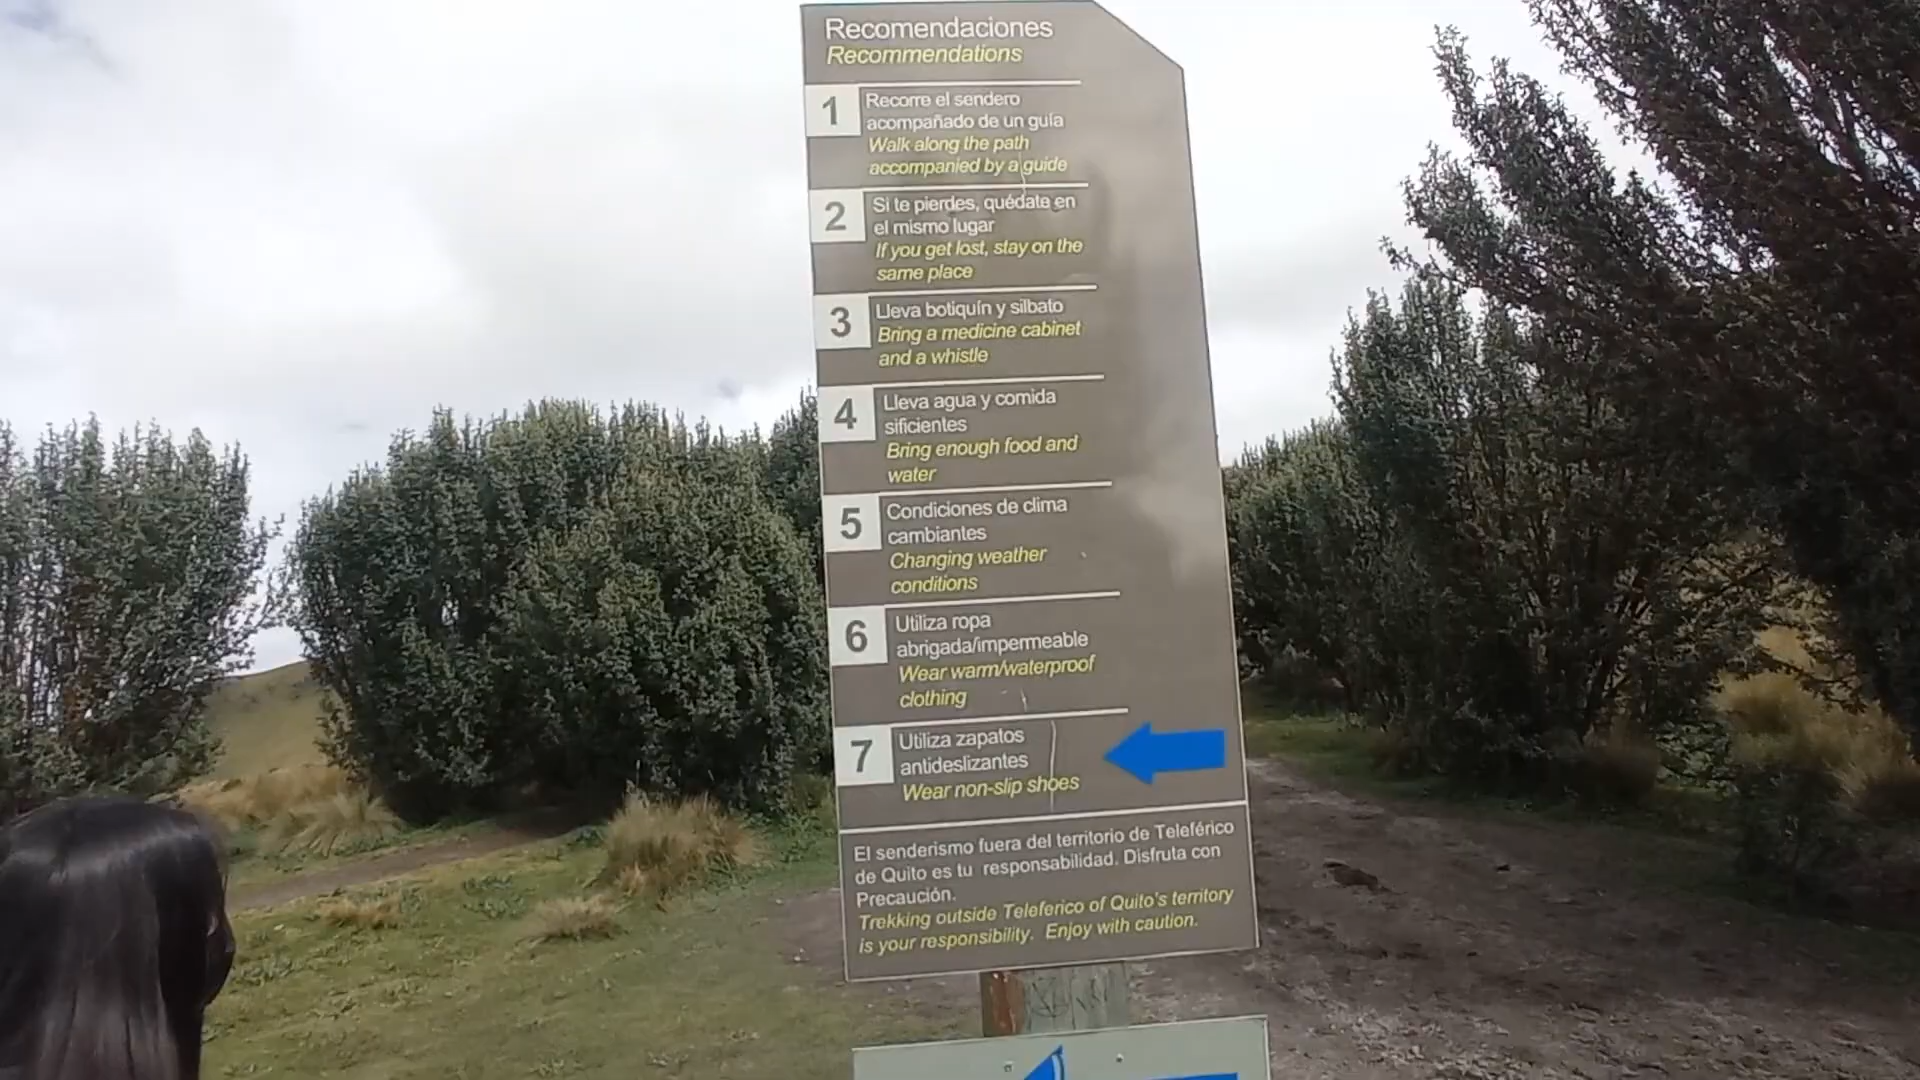 Recomendaciones
Recommendations
1
Recorre el sendero
acompañado de un guía
Walk along the path
accompanied by a guide
2
Si te pierdes, quédate en
el mismo lugar
If you get lost, stay on the
same place
3
Lleva botiquín y silbato
Bring a medicine cabinet
and a whistle
4
Lleva agua y comida
sificientes
Bring enough food and
water
5
Condiciones de clima
cambiantes
Changing weather
conditions
6
Utiliza ropa
abrigada/impermeable
Wear warm/waterproof
clothing
7
Utiliza zapatos
antideslizantes
Wear non-slip shoes
El senderismo fuera del territorio de Teleférico
de Quito es tu responsabilidad. Disfruta con
Precaución.
Trekking outside Teleferico of Quito's territory
is your responsibility. Enjoy with caution.